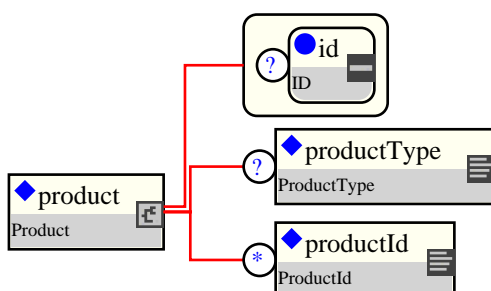 ? id
ID
? productType
ProductType
product
Product
* productId
ProductId